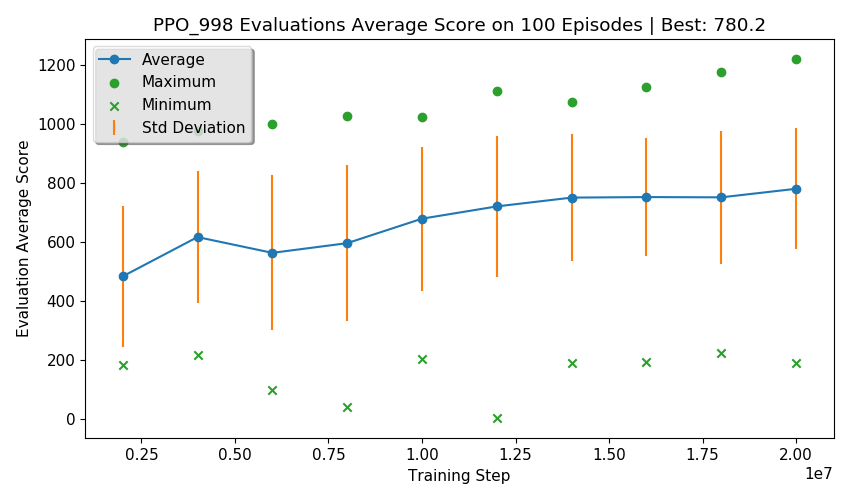 PPO_998 Evaluations Average Score on 100 Episodes | Best: 780.2
Average
Maximum
Minimum
Std Deviation
Evaluation Average Score
1200
1000
800
600
400
200
0
0.25 0.50 0.75 1.00 1.25 1.50 1.75 2.00
1e7
Training Step